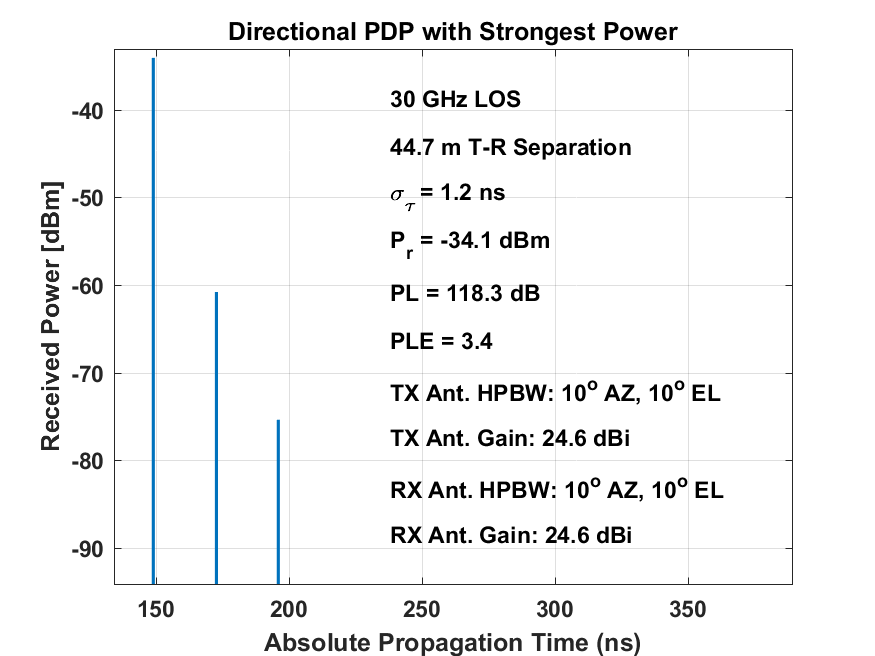 Directional PDP with Strongest Power
30 GHz LOS
44.7 m T-R Separation
στ = 1.2 ns
Pr = -34.1 dBm
PL = 118.3 dB
PLE = 3.4
TX Ant. HPBW: 10o AZ, 10o EL
TX Ant. Gain: 24.6 dBi
RX Ant. HPBW: 10o AZ, 10o EL
RX Ant. Gain: 24.6 dBi
Received Power [dBm]
-40
-50
-60
-70
-80
-90
150 200 250 300 350
Absolute Propagation Time (ns)